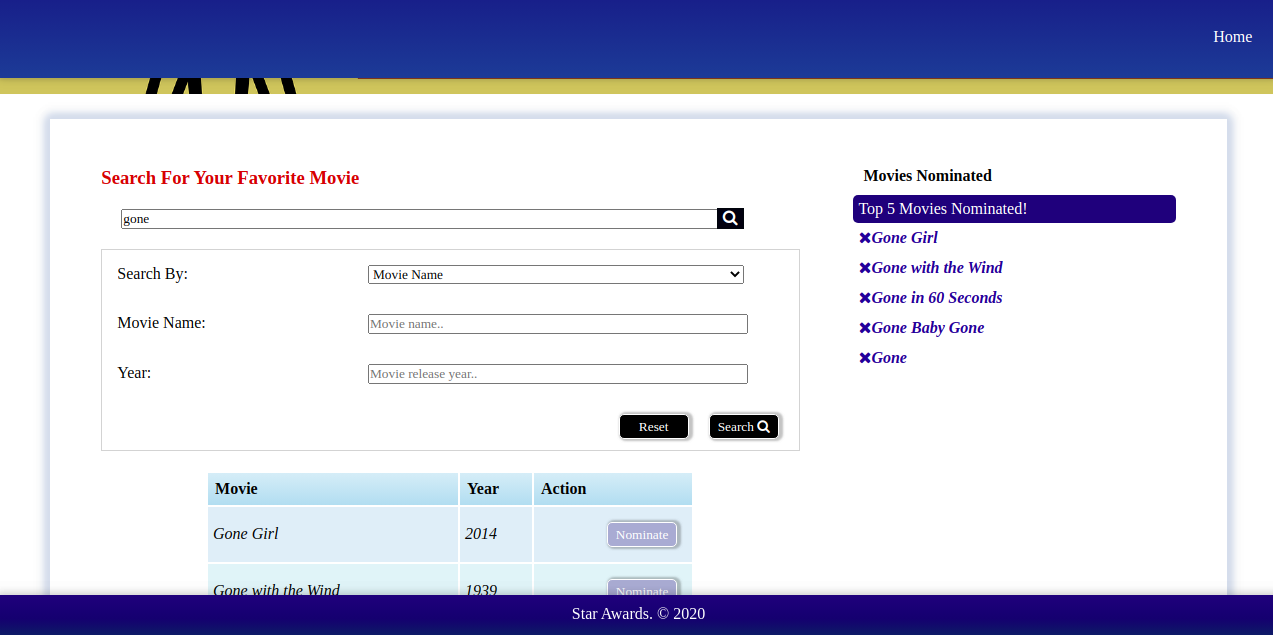 Home
Search For Your Favorite Movie
gone
Search By:
Movie Name
Movie Name:
Movie name..
Year:
Movie release year..
Reset
Search
Movie Year Action
Gone Girl 2014 Nominate
Gone with the Wind 1939 Nominate
Movies Nominated
Top 5 Movies Nominated!
Gone Girl
Gone with the Wind
Gone in 60 Seconds
Gone Baby Gone
Gone
Star Awards. © 2020